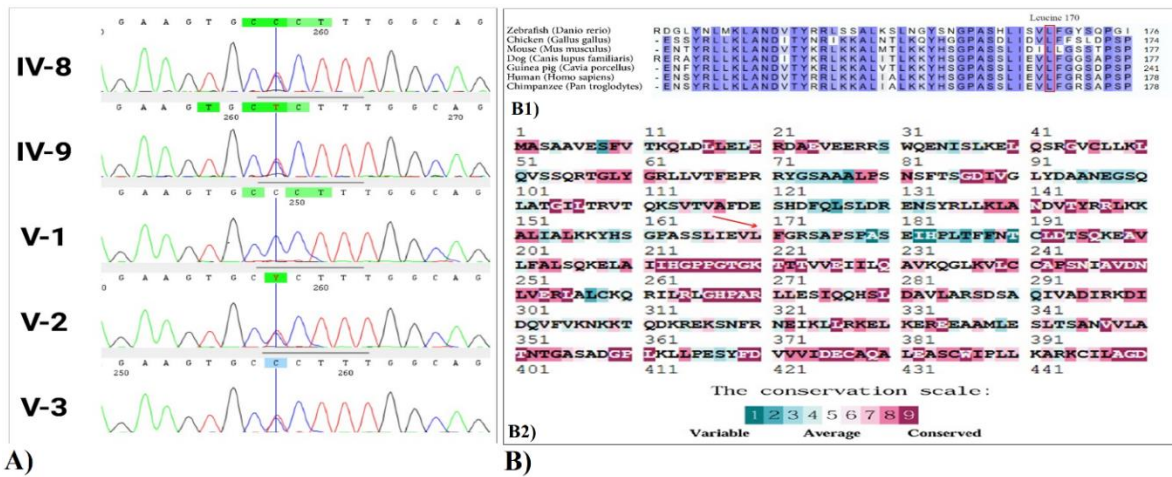 G A A G T G C C C T T T G G C A G
260
IV-8
G A A G T G C T C T T T G G C A G
260 270
IV-9
G A A G T G C C C T T T G G C A G
250
V-1
G A A G T G C Y C T T T G G C A G
260
V-2
G A A G T G C C C T T T G G C A G
250 260
V-3
A)
Leucine 170
Zebrafish (Danio rerio) RDGLYNLMKLANDVTYRRLSSALKSLNGYSNGPASHLISVLFGYSQPGI 176
Chicken (Gallus gallus) 174
Mouse (Mus musculus) -ENTYRLLKLANDVTYRRLKKALMTLKKYHSGPASSLIDILLGSSTPSP 177
Dog (Canis lupus familiaris) RERAYRLLKLANDVTYRRLKKALITLKKYHSGPASSLIEVLFGRSAPSP 177
Guinea pig (Cavia porcellus) 241
Human (Homo sapiens) -ENSYRLLKLANDVTYRRLKKALIALKKYHSGPASSLIEVLFGRSAPSP 178
Chimpanzee (Pan troglodytes) -ENSYRLLKLANDVTYRRLKKALIALKKYHSGPASSLIEVLFGRSAPSP 178
B1)
1 11 21 31 41
MASAAVESFV TKQLDLLELE RDAEVEERRS WQENISLKEL QSRGVCLLKL
51 61 71 81 91
QVSSQRTGLY GRLLVTFEPR RYGSAAALPS NSFTSGDIVG LYDAANEGSQ
101 111 121 131 141
LATGILTRVT QKSVTVAFDE SHDFQLSLDR ENSYRLLKLA NDVTYRRLKK
151 161 171 181 191
ALIALKKYHS GPASSLIEVL FGRSAPSPAS EIHPLTFFNT CLDTSQKEAV
201 211 221 231 241
LFALSQKELA IIHGPPGTGK TTTVVEIILQ AVKQGLKVLC CAPSNIAVDN
251 261 271 281 291
LVERLALCKQ RILRLGHPAR LLESIQQHSL DAVLARSDSA QIVADIRKDI
301 311 321 331 341
DQVFVKNKKT QDKREKSNFR NEIKLLRKEL KEREEAAMLE SLTSANVVLA
351 361 371 381 391
TNTGASADGP LKLLPESYFD VVVIDECAQA LEASCWIPLL KARKCILAGD
401 411 421 431 441
The conservation scale:
1 2 3 4 5 6 7 8 9
Variable Average Conserved
B2)
B)